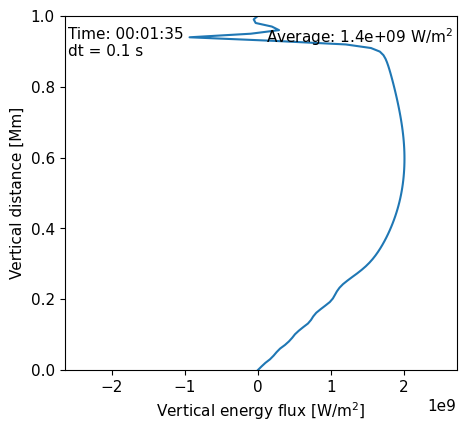 Time: 00:01:35
dt = 0.1 s
Average: 1.4e+09 W/m²
Vertical distance [Mm]
1.0
0.8
0.6
0.4
0.2
0.0
−2
−1
0
1
2
1e9
Vertical energy flux [W/m²]